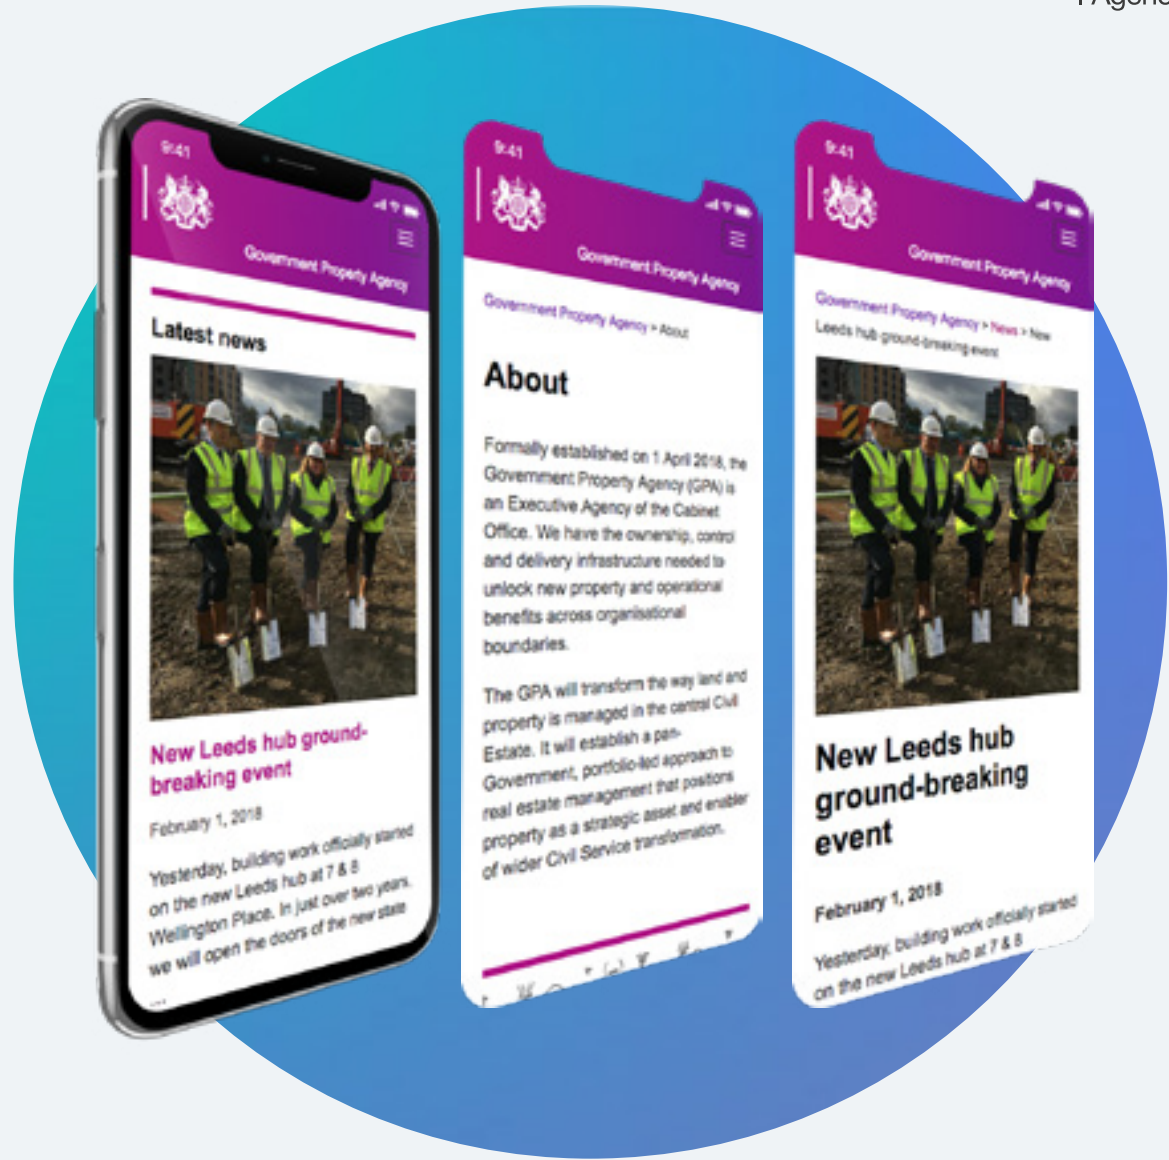 Agenc
9:41
Government Property Agency
Latest news
New Leeds hub ground-
breaking event
February 1, 2018
Yesterday, building work officially started
on the new Leeds hub at 7 & 8
Wellington Place. In just over two years,
we will open the doors of the new state
...
9:41
Government Property Agency
Government Property Agency > About
About
Formally established on 1 April 2018, the
Government Property Agency (GPA) is
an Executive Agency of the Cabinet
Office. We have the ownership, control
and delivery infrastructure needed to
unlock new property and operational
benefits across organisational
boundaries.
The GPA will transform the way land and
property is managed in the central Civil
Estate. It will establish a pan-
Government, portfolio-led approach to
real estate management that positions
property as a strategic asset and enabler
of wider Civil Service transformation.
9:41
Government Property Agency
Government Property Agency > News > New
Leeds hub ground-breaking event
New Leeds hub
ground-breaking
event
February 1, 2018
Yesterday, building work officially started
on the new Leeds hub at 7 & 8